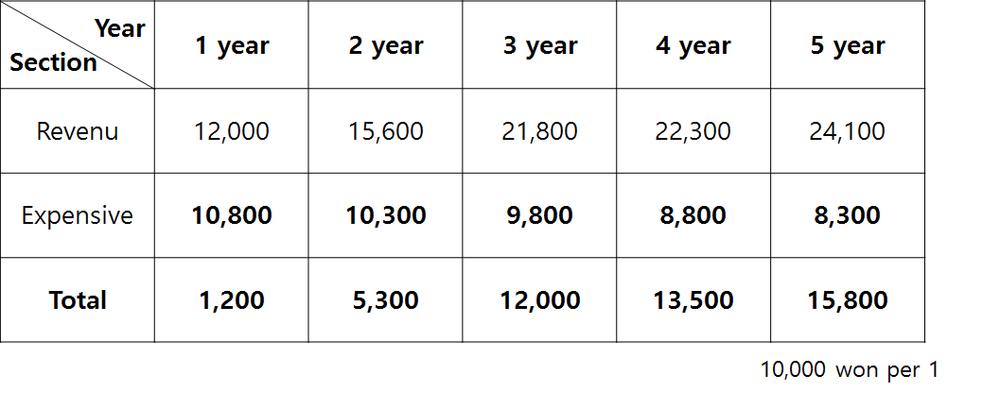 Year
Section
1 year 2 year 3 year 4 year 5 year
Revenu 12,000 15,600 21,800 22,300 24,100
Expensive 10,800 10,300 9,800 8,800 8,300
Total 1,200 5,300 12,000 13,500 15,800
10,000 won per 1